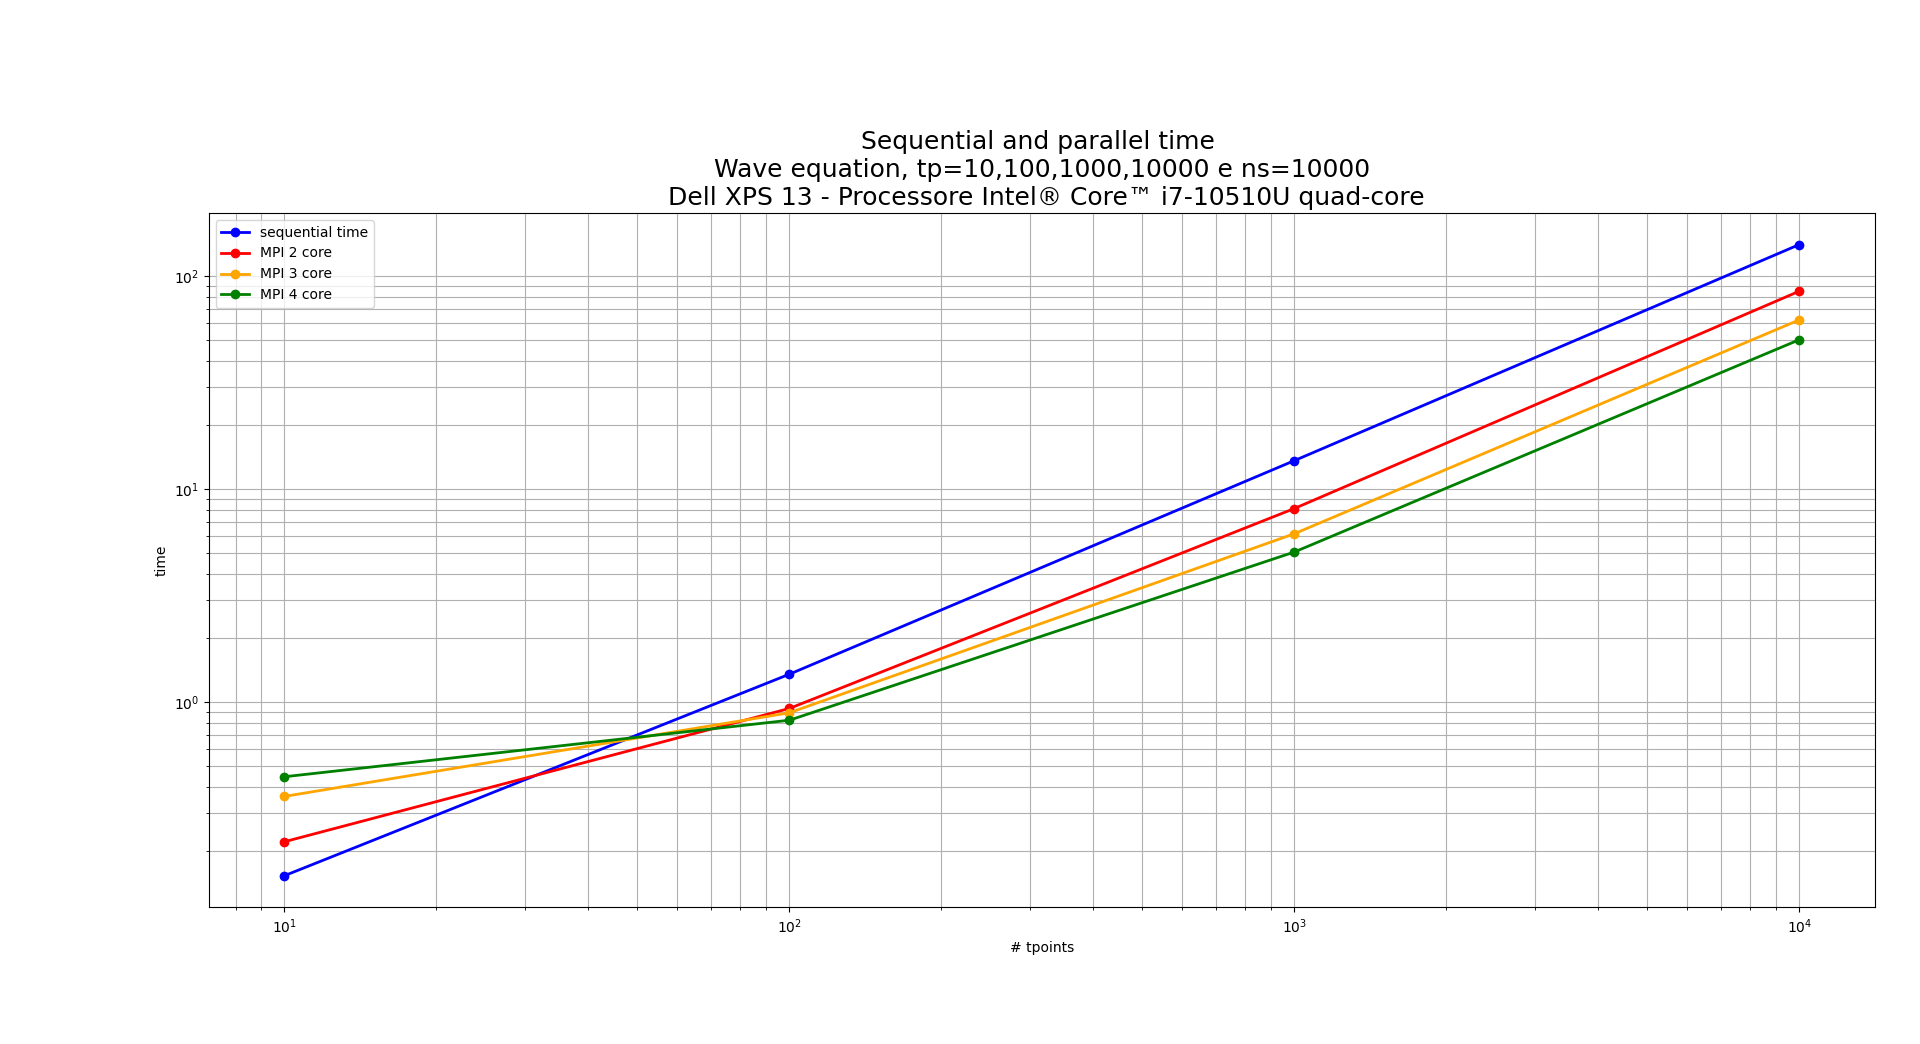 Sequential and parallel time
Wave equation, tp=10,100,1000,10000 e ns=10000
Dell XPS 13 - Processore Intel® Core™ i7-10510U quad-core
sequential time
MPI 2 core
MPI 3 core
MPI 4 core
10²
10¹
10⁰
time
10¹ 10² 10³ 10⁴
# tpoints